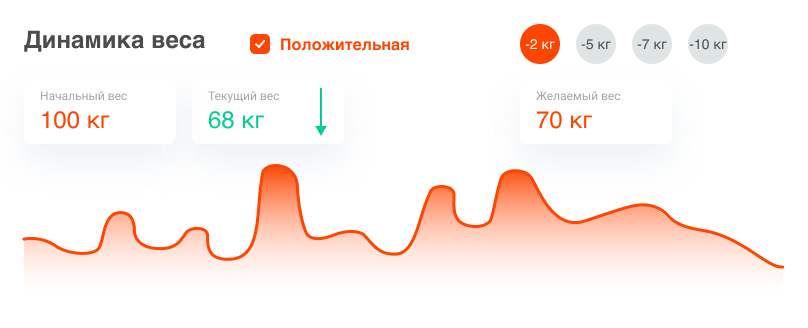 Динамика веса
Положительная
-2 кг
-5 кг
-7 кг
-10 кг
Начальный вес
100 кг
Текущий вес
68 кг
Желаемый вес
70 кг